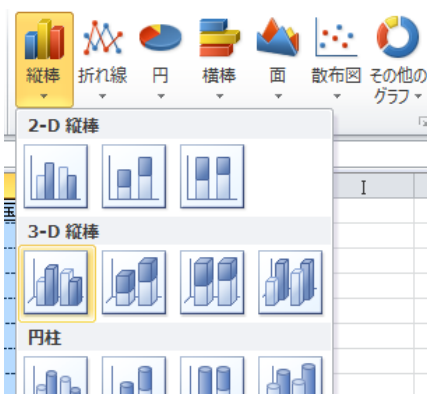 縦棒 折れ線 円 横棒 面 散布図 その他の
グラフ
2-D 縦棒
I
3-D 縦棒
円柱